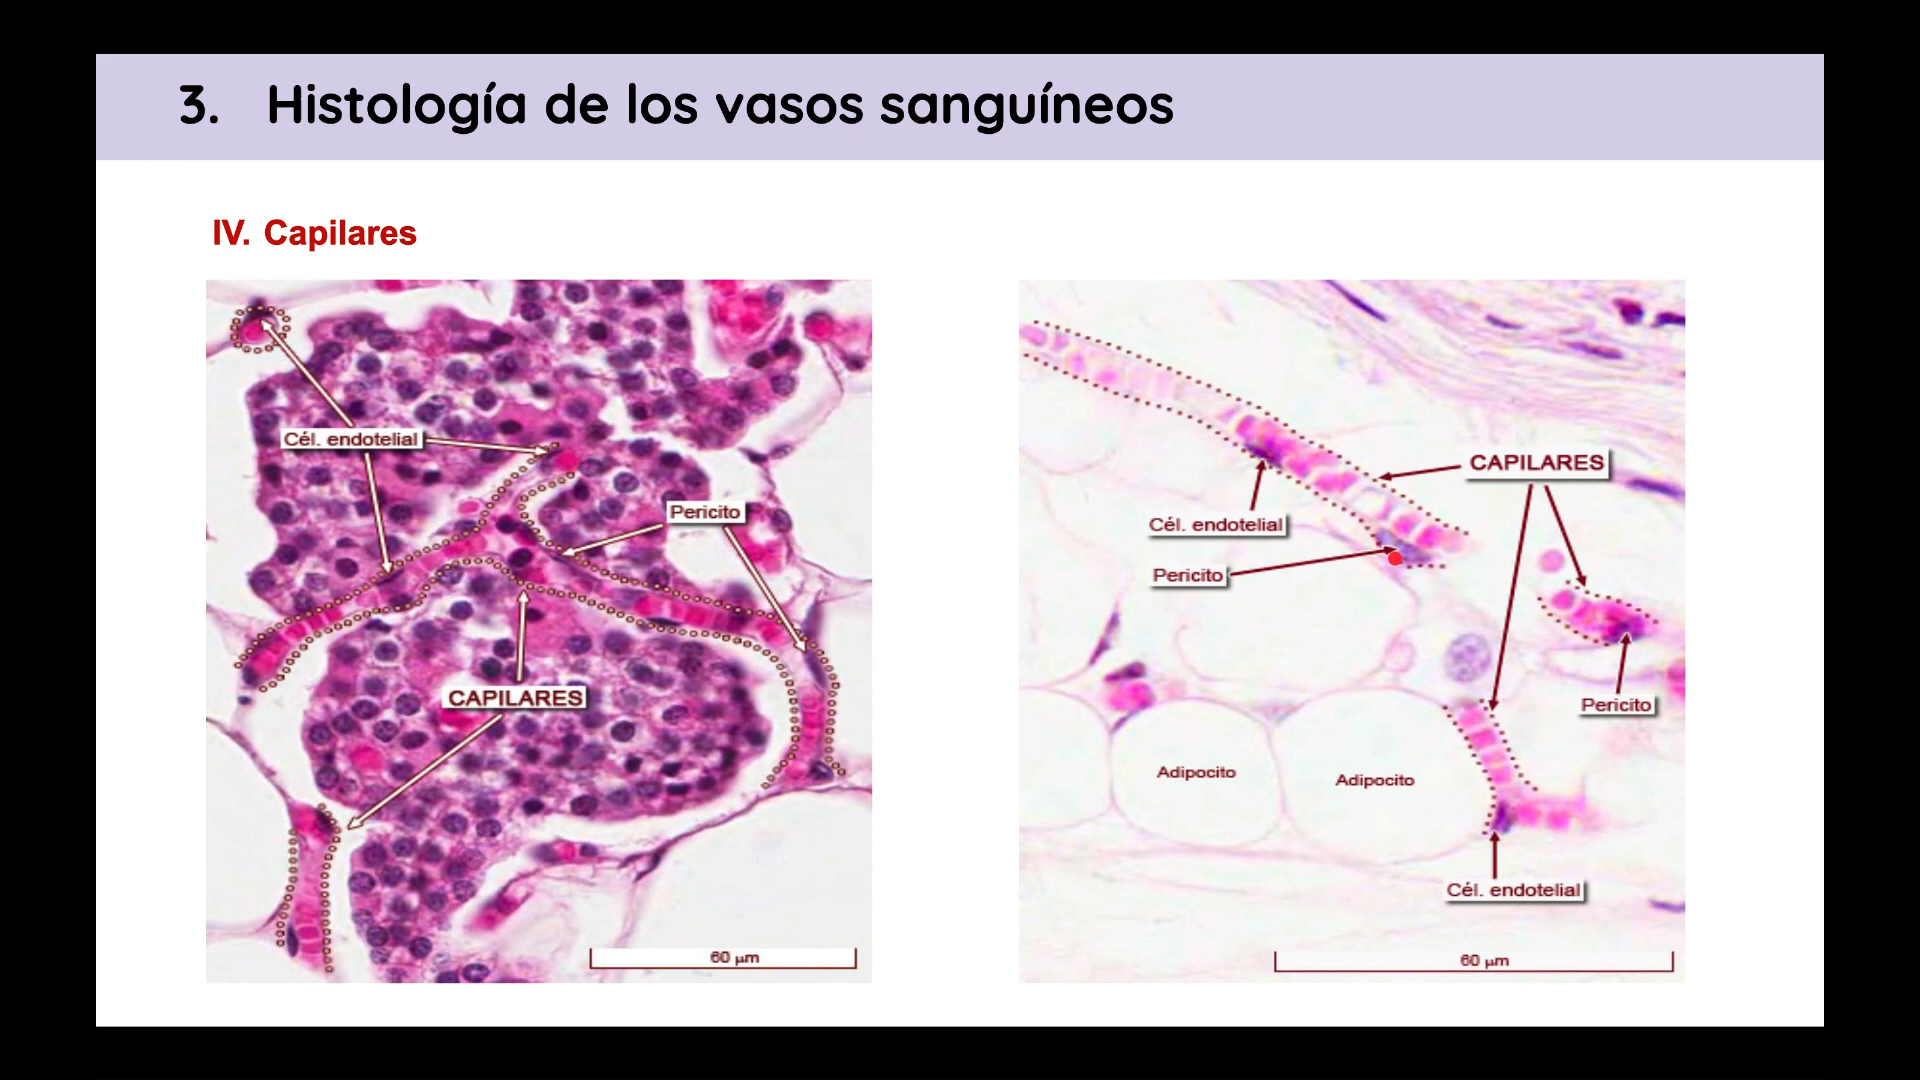 3. Histología de los vasos sanguíneos
IV. Capilares
Cél. endotelial
Pericito
CAPILARES
60 µm
CAPILARES
Cél. endotelial
Pericito
Pericito
Adipocito
Adipocito
Cél. endotelial
60 µm